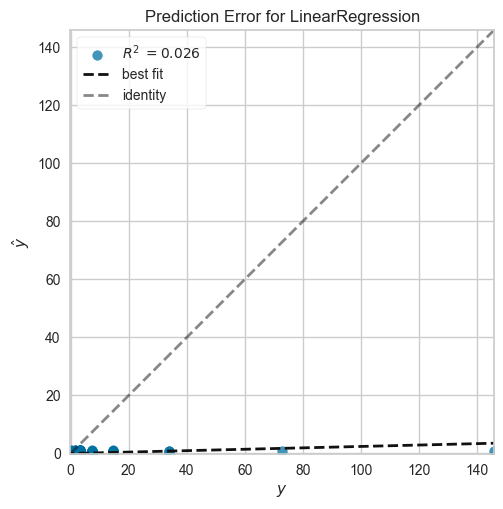 Prediction Error for LinearRegression
R² = 0.026
best fit
identity
140
120
100
80
60
40
20
0
ŷ
0 20 40 60 80 100 120 140
y